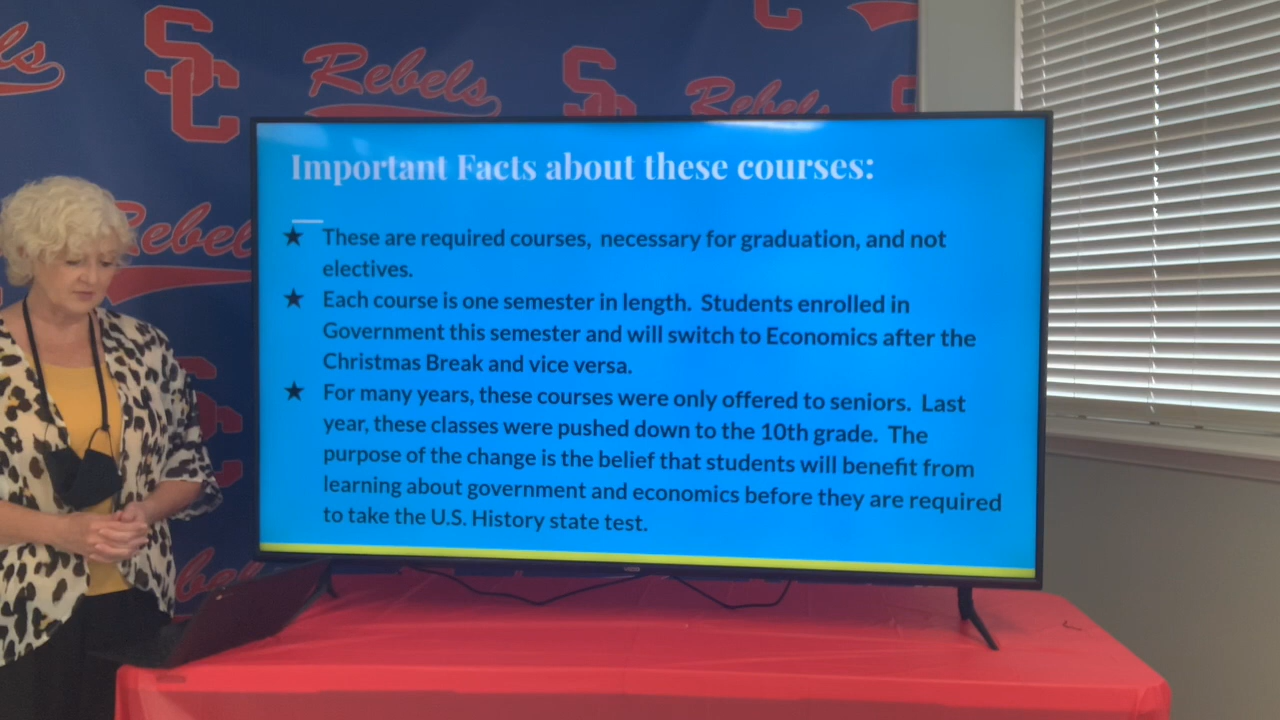 SC
Rebels
SC
Rebels
Rebels
Important Facts about these courses:
★ These are required courses, necessary for graduation, and not
electives.
★ Each course is one semester in length. Students enrolled in
Government this semester and will switch to Economics after the
Christmas Break and vice versa.
★ For many years, these courses were only offered to seniors. Last
year, these classes were pushed down to the 10th grade. The
purpose of the change is the belief that students will benefit from
learning about government and economics before they are required
to take the U.S. History state test.